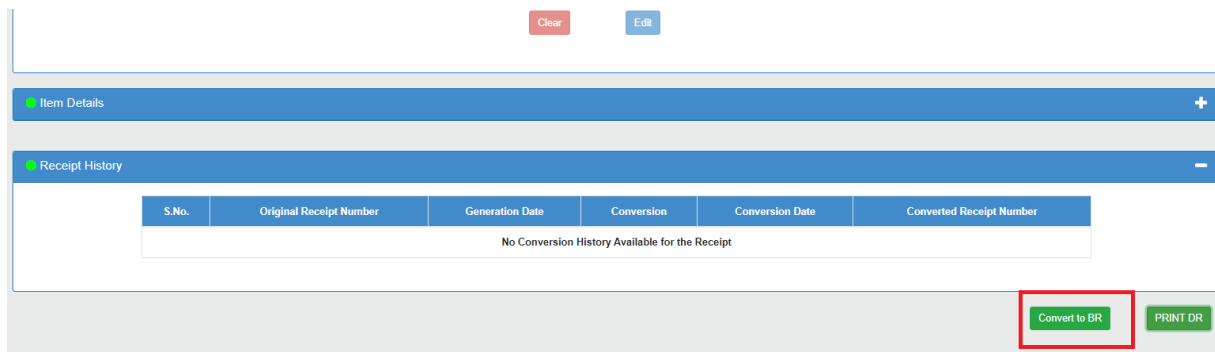 Clear Edit
Item Details
Receipt History
S.No. Original Receipt Number Generation Date Conversion Conversion Date Converted Receipt Number
No Conversion History Available for the Receipt
Convert to BR PRINT DR